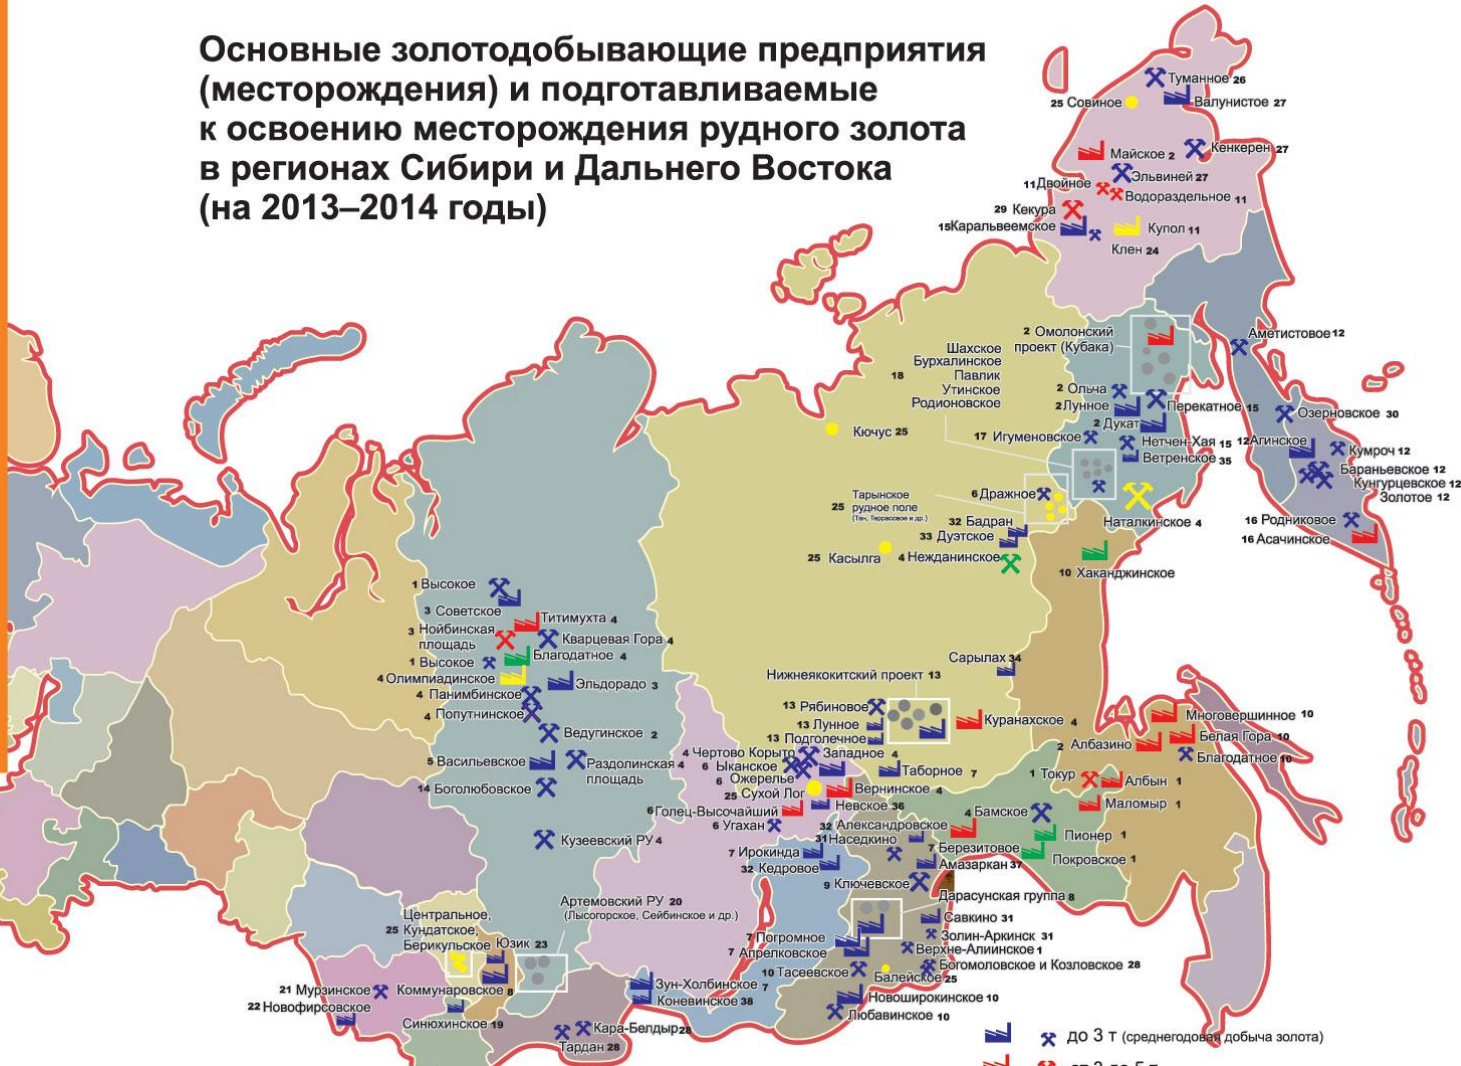 Основные золотодобывающие предприятия
(месторождения) и подготавливаемые
к освоению месторождения рудного золота
в регионах Сибири и Дальнего Востока
(на 2013–2014 годы)
Туманное 26
25 Совиное
Валунистое 27
Майское 2
Кенкерен 27
Эльвиней 27
11 Двойное
Водораздельное 11
29 Кекура
15 Каральвеемское
Купол 11
Клен 24
2 Омолонский
проект (Кубака)
Аметистовое 12
Шахское
Бурхалинское
18 Павлик
Утинское
Родионовское
2 Ольча
2 Лунное
Перекатное 15
2 Дукат
Озерновское 30
Кючус 25
17 Игуменовское
Нетчен-Хая 15
12 Агинское
Ветренское 35
Кумроч 12
Бараньевское 12
Кунгурцевское 12
Золотое 12
Тарынское
25 рудное поле
(Тан, Террасовое и др.)
6 Дражное
Наталкинское 4
32 Бадран
33 Дуэтское
16 Родниковое
16 Асачинское
25 Касылга
4 Нежданинское
10 Хаканджинское
1 Высокое
3 Советское
Титимухта 4
3 Нойбинская
площадь
Кварцевая Гора 4
Благодатное 4
1 Высокое
4 Олимпиадинское
Эльдорадо 3
4 Панимбинское
4 Попутнинское
Ведугинское 2
5 Васильевское
Раздолинская 4
площадь
14 Боголюбовское
Кузеевский РУ 4
Сарылах 34
Нижнеякокитский проект 13
13 Рябиновое
13 Лунное
13 Подголечное
Куранахское 4
Многовершинное 10
Белая Гора 10
2 Албазино
Благодатное 10
4 Чертово Корыто
Западное 4
6 Ыканское
6 Ожерелье
Таборное 7
25 Сухой Лог
Вернинское 4
1 Токур
Албын 1
Невское 36
Маломыр 1
6 Голец-Высочайший
4 Бамское
6 Угахан
32 Александровское
31 Наседкино
Пионер 1
7 Березитовое
Покровское 1
7 Ирокинда
32 Кедровое
Амазаркан 37
9 Ключевское
Дарасунская группа 8
Артемовский РУ 20
(Лысогорское, Сейбинское и др.)
Центральное,
25 Кундатское,
Берикульское
Юзик 23
Савкино 31
7 Погромное
Золин-Аркинск 31
7 Апрелковское
Верхне-Алиинское 1
10 Тасеевское
Балейское 25
Богомоловское и Козловское 28
21 Мурзинское
Коммунаровское 8
Зун-Холбинское 7
22 Новофирсовское
Коневинское 38
Новоширокинское 10
Любавинское 10
Синюхинское 19
Кара-Белдыр 28
Тардан 28
до 3 т (среднегодовая добыча золота)